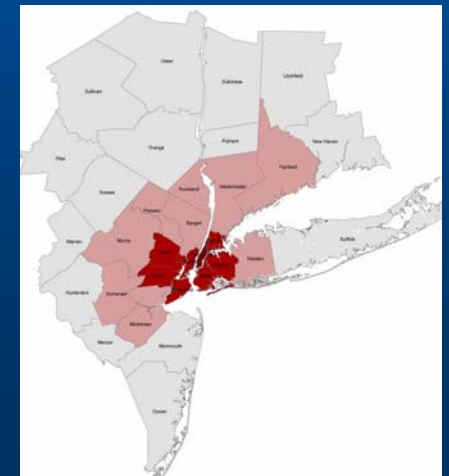 Ulster
Dutchess
Litchfield
Sullivan
Putnam
New Haven
Orange
Pike
Fairfield
Sussex
Rockland
Westchester
Passaic
Bergen
Warren
Morris
Suffolk
Nassau
Hunterdon
Somerset
Middlesex
Mercer
Monmouth
Ocean